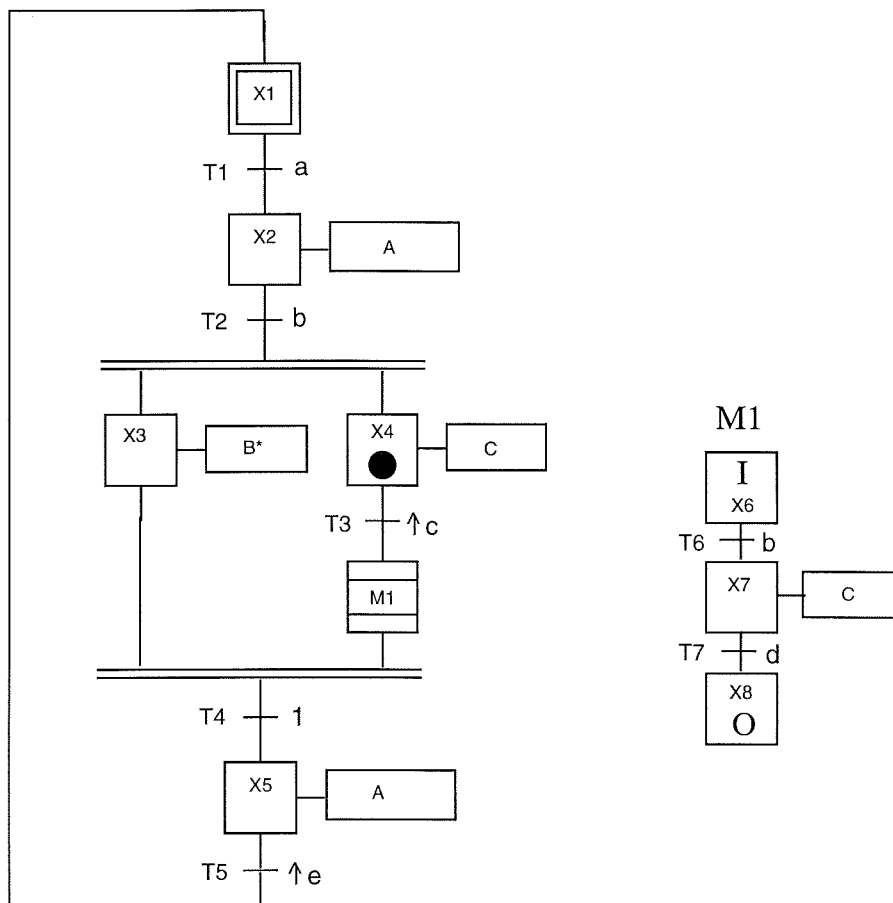 X1
T1 a
X2 A
T2 b
X3 B* X4 C
T3 ↑c
M1
T4 1
X5 A
T5 ↑e
M1
I
X6
T6 b
X7 C
T7 d
X8
O